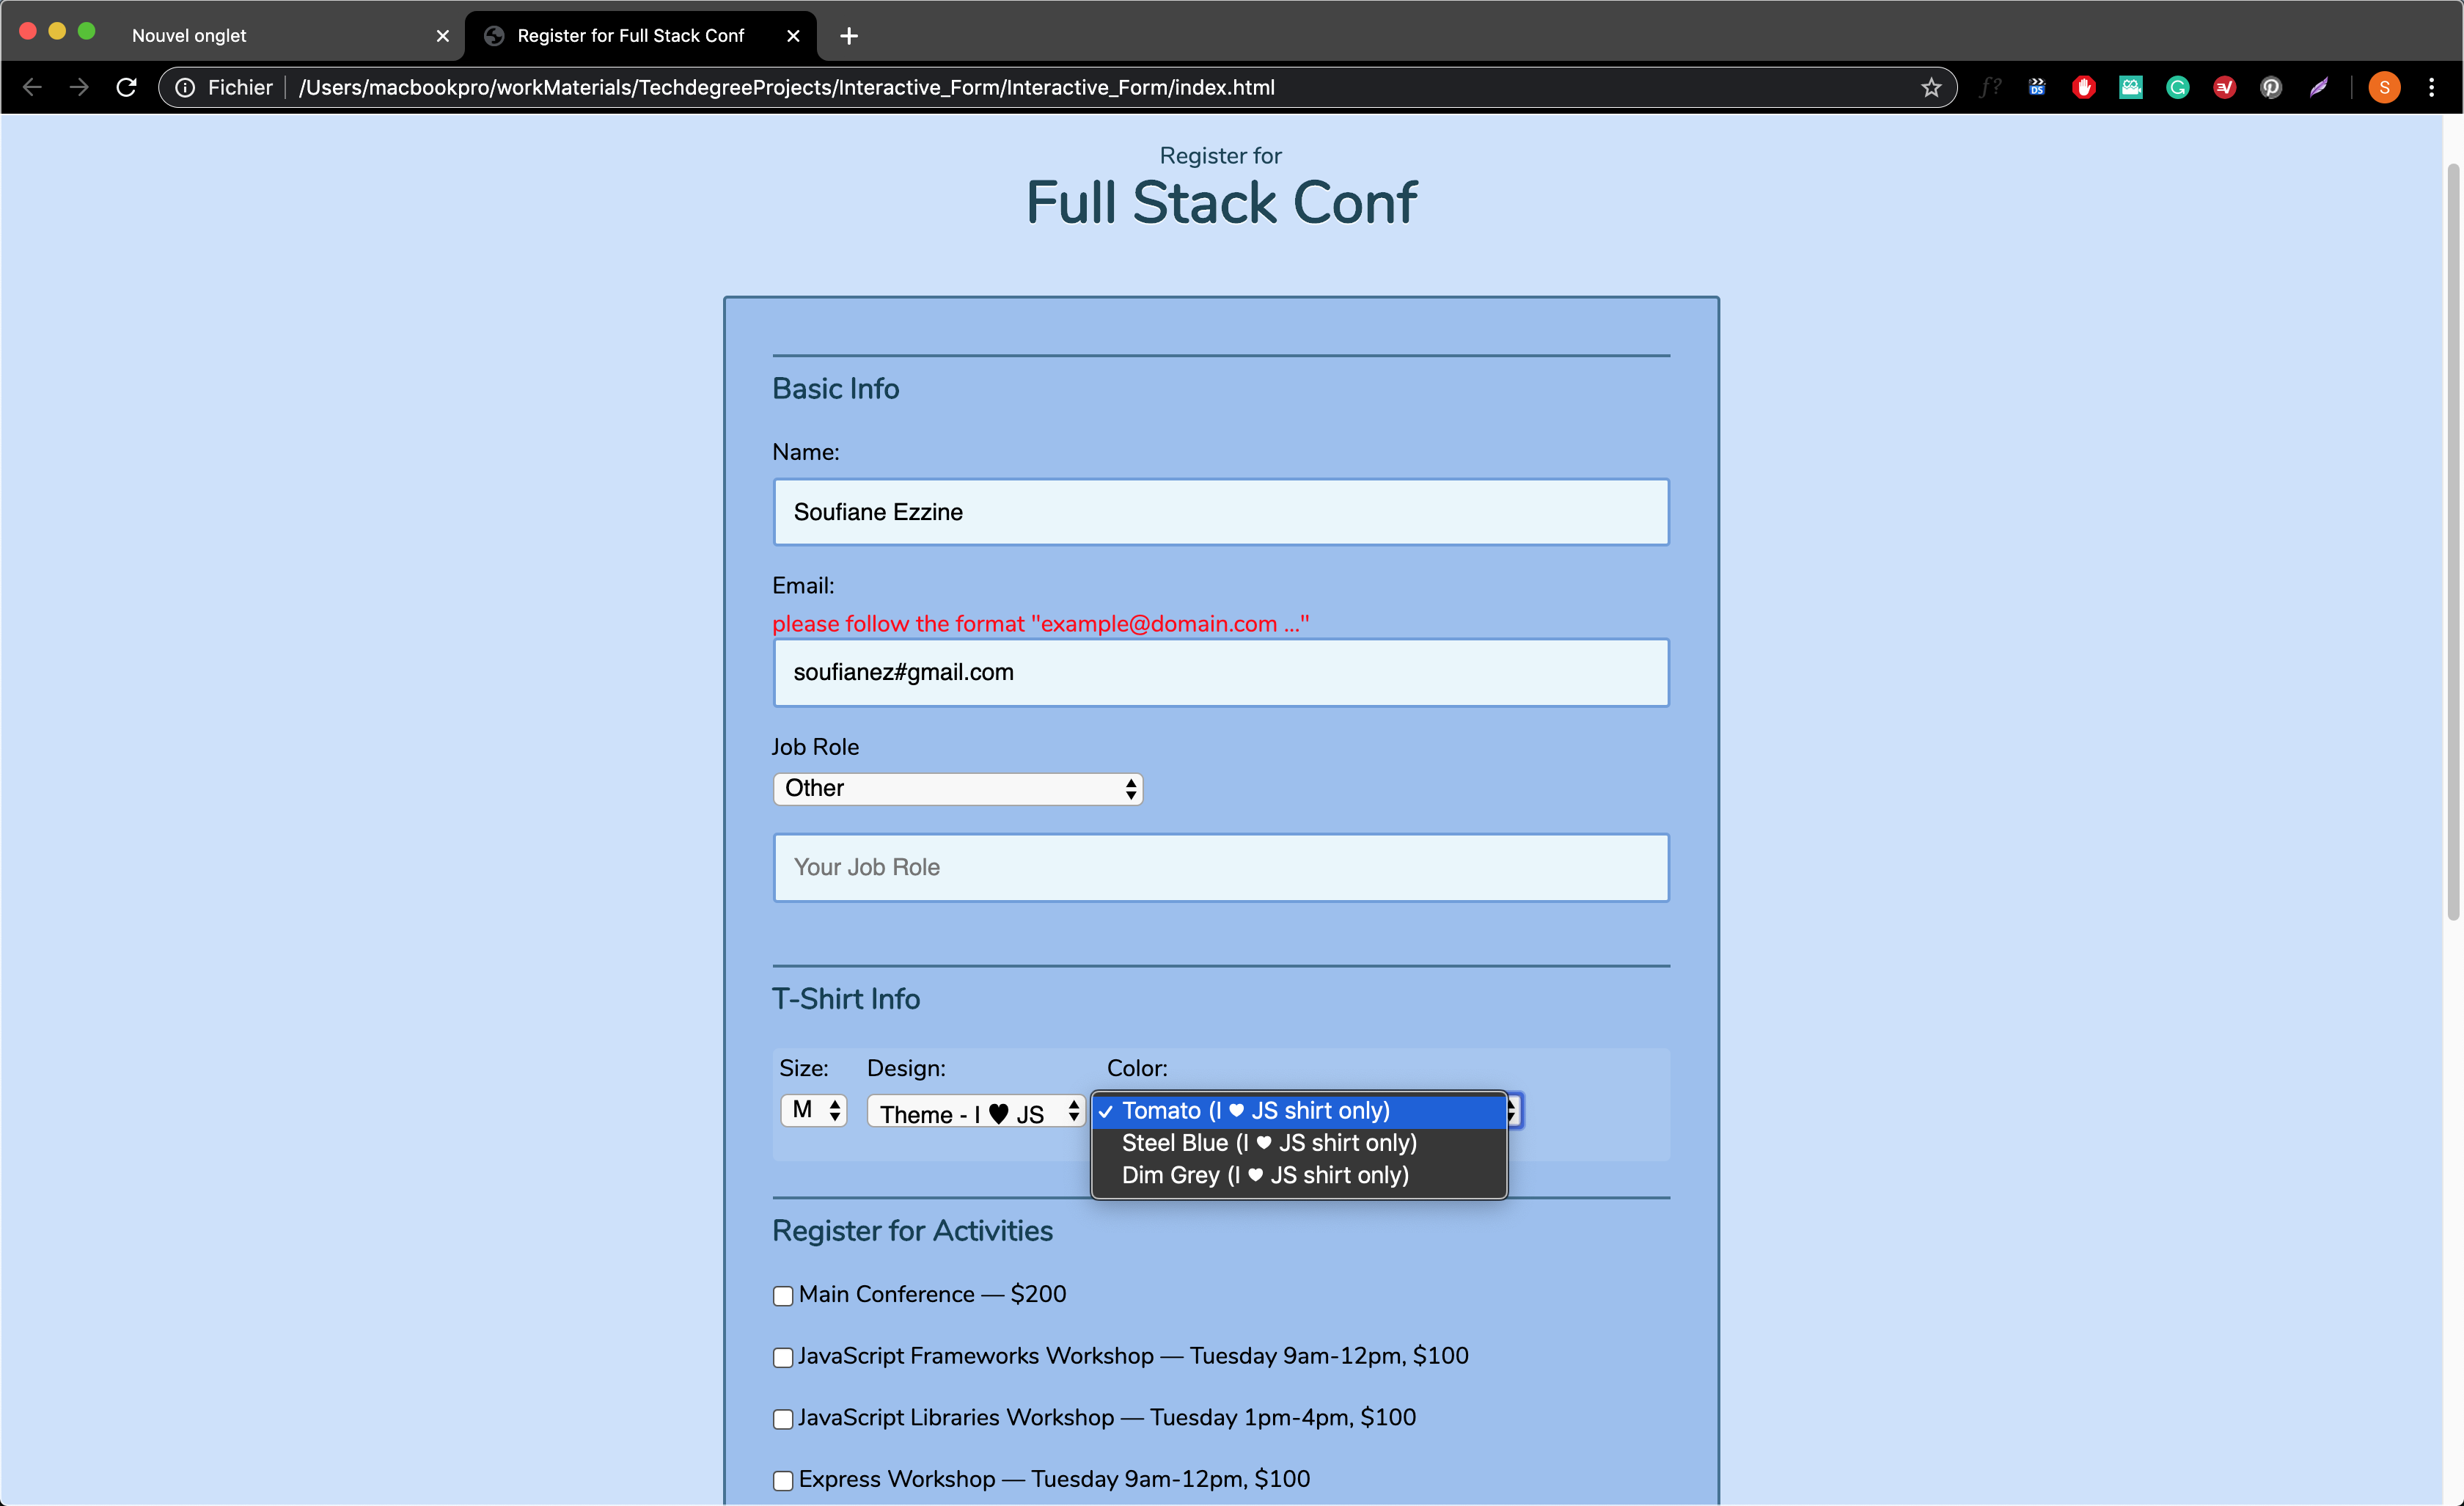 Nouvel onglet
Register for Full Stack Conf
Fichier /Users/macbookpro/workMaterials/TechdegreeProjects/Interactive_Form/Interactive_Form/index.html
f?
DS
S
Register for
Full Stack Conf
Basic Info
Name:
Soufiane Ezzine
Email:
please follow the format "example@domain.com ..."
soufianez#gmail.com
Job Role
Other
Your Job Role
T-Shirt Info
Size: Design: Color:
M Theme - I ♥ JS ✓ Tomato (I ♥ JS shirt only)
Steel Blue (I ♥ JS shirt only)
Dim Grey (I ♥ JS shirt only)
Register for Activities
Main Conference — $200
JavaScript Frameworks Workshop — Tuesday 9am-12pm, $100
JavaScript Libraries Workshop — Tuesday 1pm-4pm, $100
Express Workshop — Tuesday 9am-12pm, $100